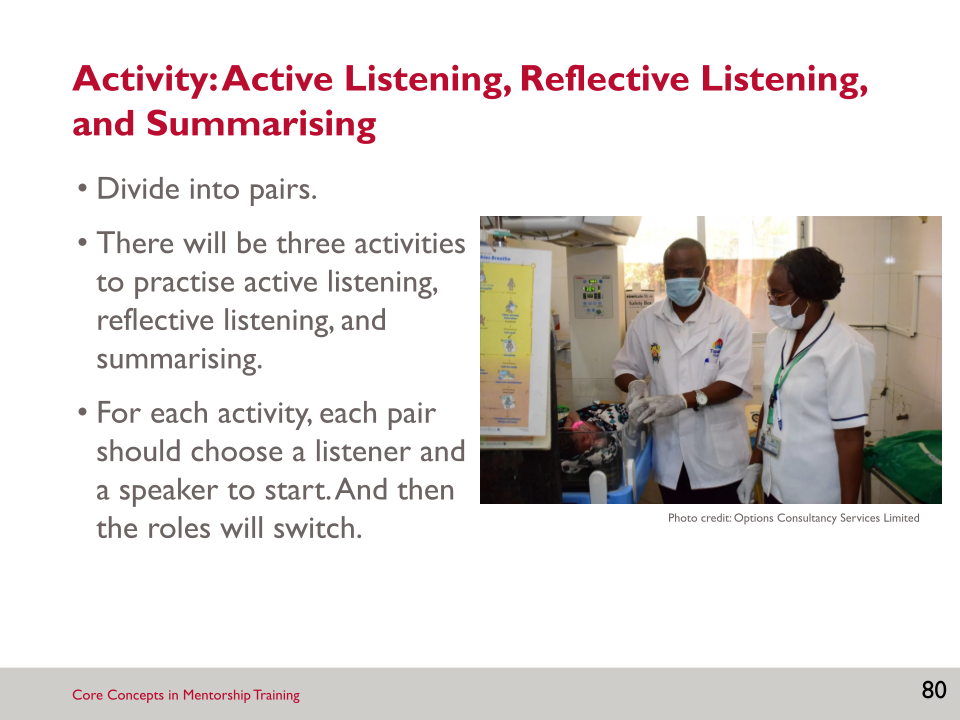 Activity: Active Listening, Reflective Listening,
and Summarising
• Divide into pairs.
• There will be three activities
to practise active listening,
reflective listening, and
summarising.
• For each activity, each pair
should choose a listener and
a speaker to start. And then
the roles will switch.
Photo credit: Options Consultancy Services Limited
Core Concepts in Mentorship Training
80